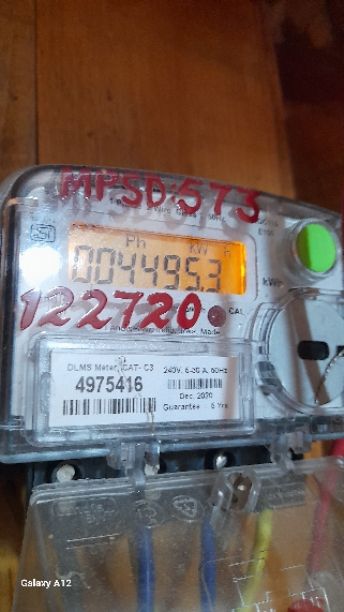 MPSD:573
Ph KW
004495.3
kWh
122720
CAL
DLMS Meter, CAT- C3
4975416
240V, 5-30 A, 50Hz
Dec, 2020
Guarantee 5 Yrs
Galaxy A12